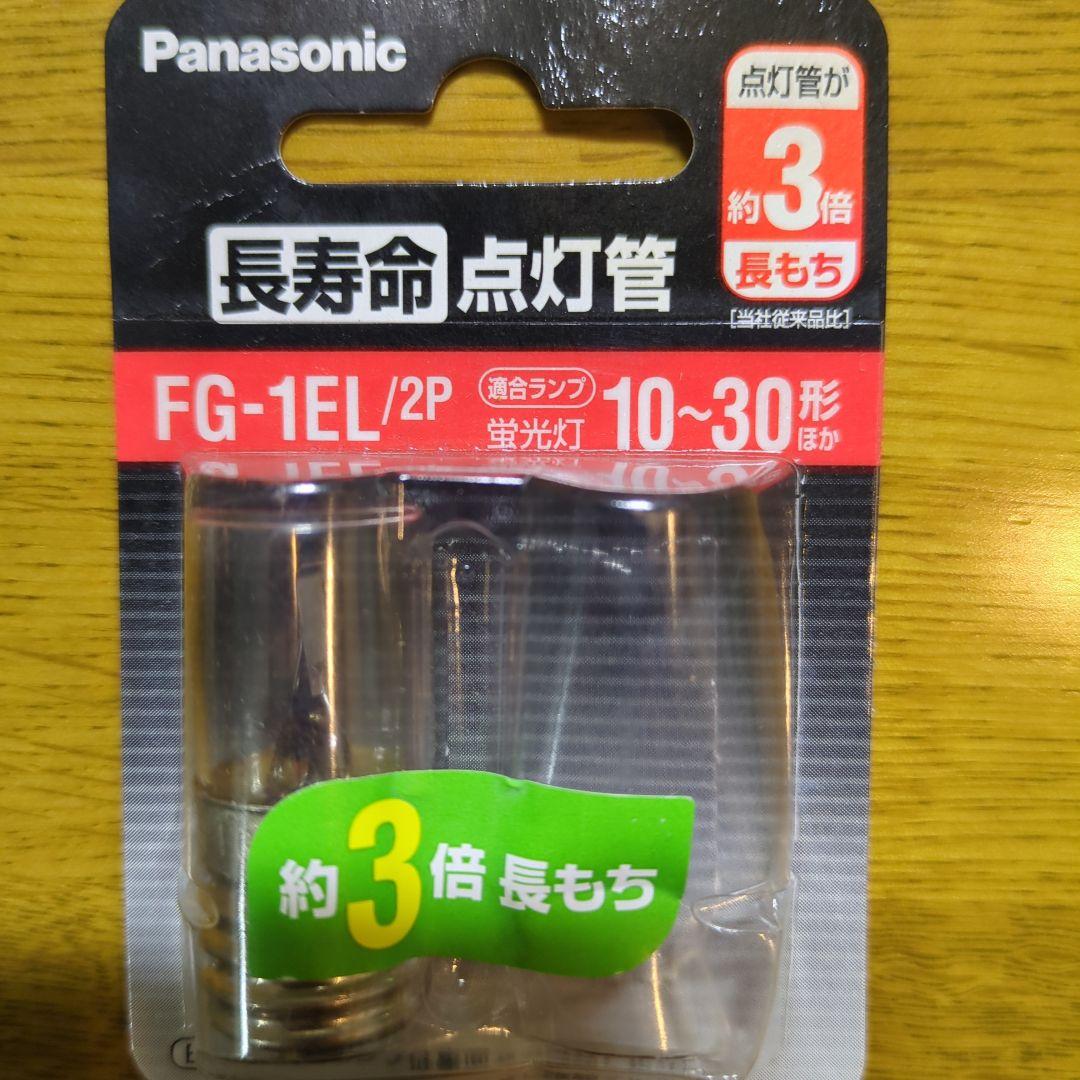 Panasonic
点灯管が
約3倍
長もち
[当社従来品比]
長寿命 点灯管
FG-1EL/2P
適合ランプ
蛍光灯
10~30形
ほか
約3倍 長もち